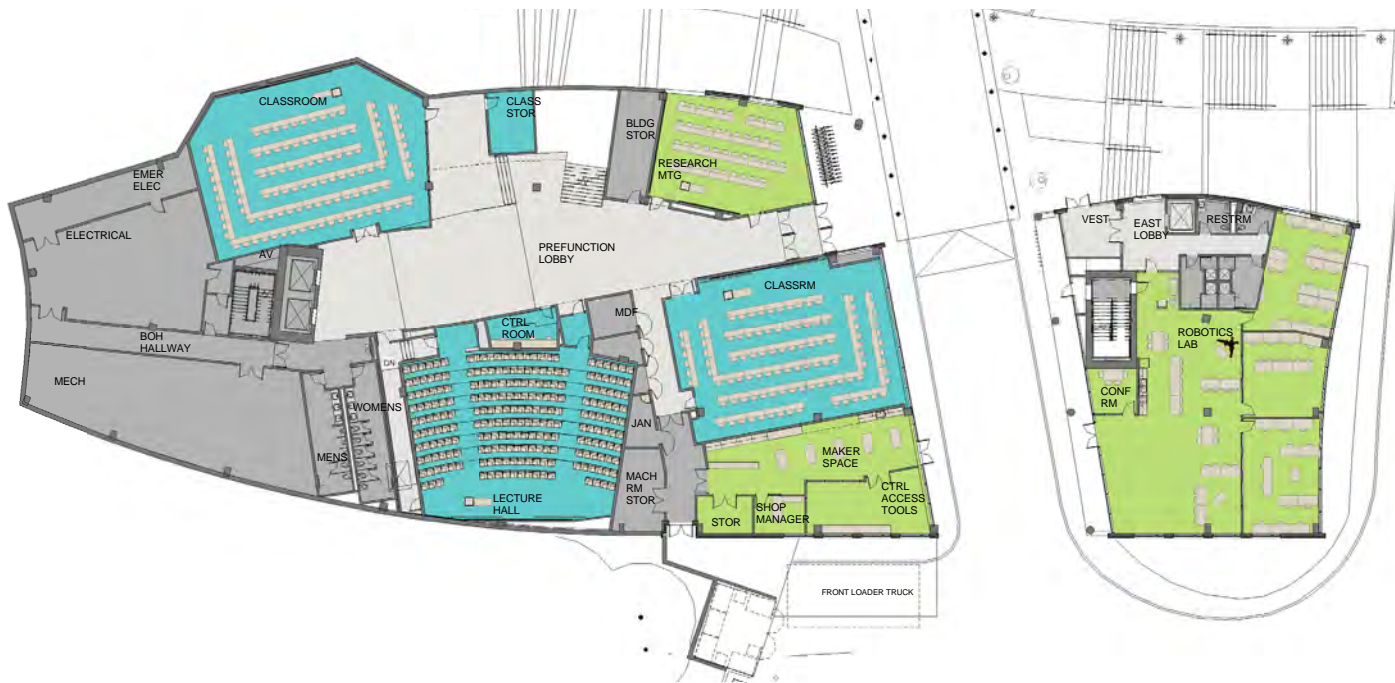 CLASSROOM
CLASS
STOR
BLDG
STOR
RESEARCH
MTG
EMER
ELEC
ELECTRICAL
AV
PREFUNCTION
LOBBY
VEST
EAST
LOBBY
RESTRM
CLASSRM
MDF
CTRL
ROOM
BOH
HALLWAY
DN
ROBOTICS
LAB
MECH
WOMENS
CONF
RM
JAN
MENS
MAKER
SPACE
MACH
RM
STOR
LECTURE
HALL
CTRL
ACCESS
TOOLS
SHOP
MANAGER
STOR
FRONT LOADER TRUCK